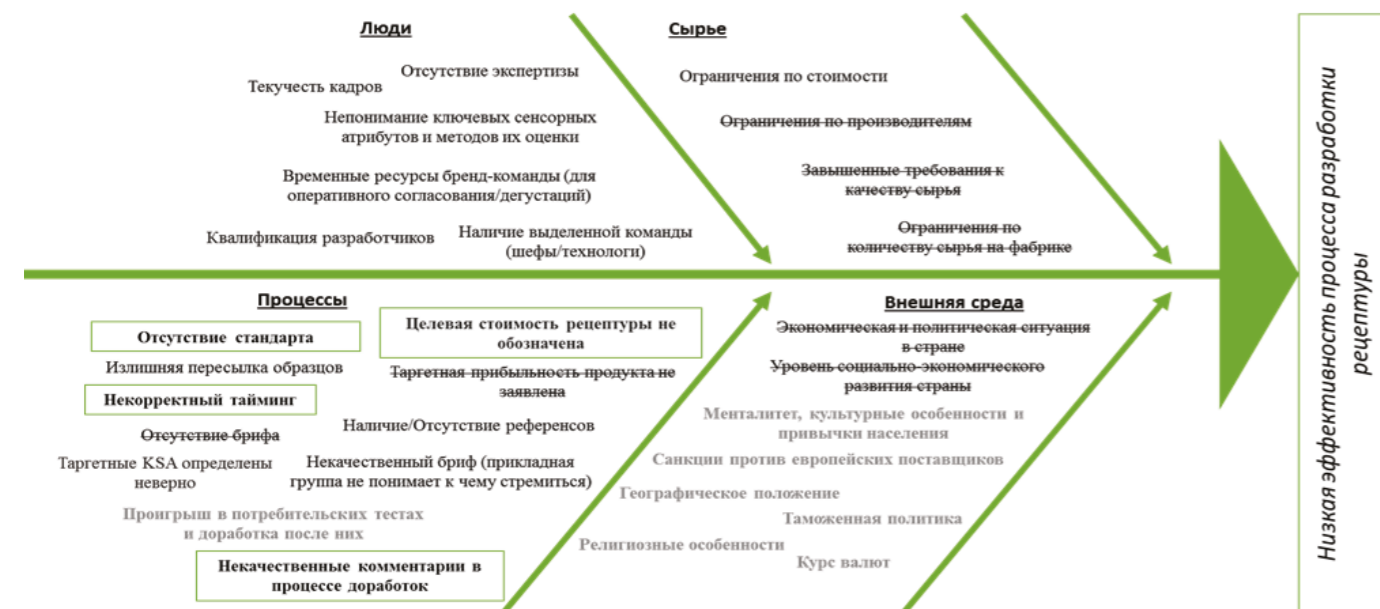 Люди
Отсутствие экспертизы
Текучесть кадров
Непонимание ключевых сенсорных
атрибутов и методов их оценки
Временные ресурсы бренд-команды (для
оперативного согласования/дегустаций)
Квалификация разработчиков
Наличие выделенной команды
(шефы/технологи)
Сырье
Ограничения по стоимости
Ограничения по производителям
Завышенные требования к
качеству сырья
Ограничения по
количеству сырья на фабрике
Процессы
Отсутствие стандарта
Целевая стоимость рецептуры не
обозначена
Излишняя пересылка образцов
Таргетная прибыльность продукта не
заявлена
Некорректный тайминг
Наличие/Отсутствие референсов
Отсутствие брифа
Таргетные KSA определены
неверно
Некачественный бриф (прикладная
группа не понимает к чему стремиться)
Проигрыш в потребительских тестах
и доработка после них
Некачественные комментарии в
процессе доработок
Внешняя среда
Экономическая и политическая ситуация
в стране
Уровень социально-экономического
развития страны
Менталитет, культурные особенности и
привычки населения
Санкции против европейских поставщиков
Географическое положение
Таможенная политика
Религиозные особенности
Курс валют
Низкая эффективность процесса разработки
рецептуры